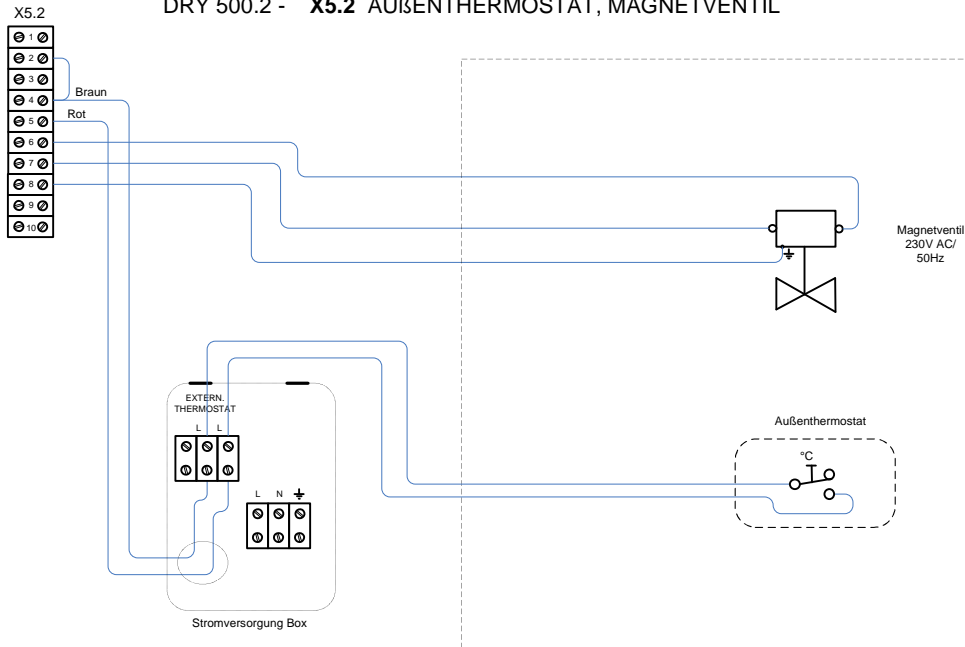 DRY 500.2 - X5.2 AUßENTHERMOSTAT, MAGNETVENTIL
X5.2
1
2
3
4
5
6
7
8
9
10
Braun
Rot
Magnetventil
230V AC/
50Hz
EXTERN.
THERMOSTAT
L L
L N
Außenthermostat
°C
Stromversorgung Box